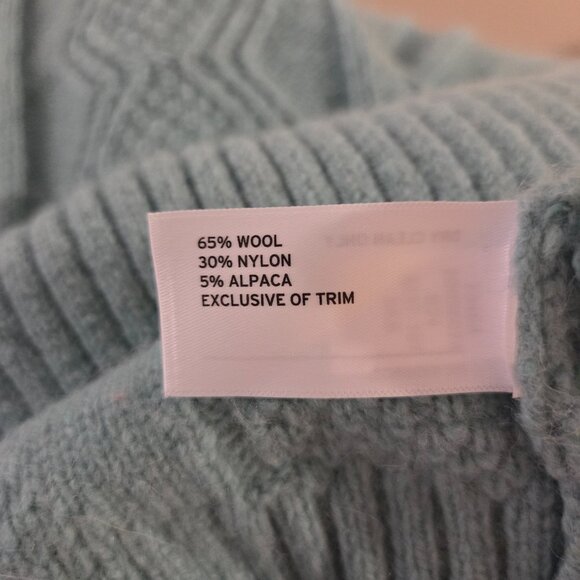 65% WOOL
30% NYLON
5% ALPACA
EXCLUSIVE OF TRIM